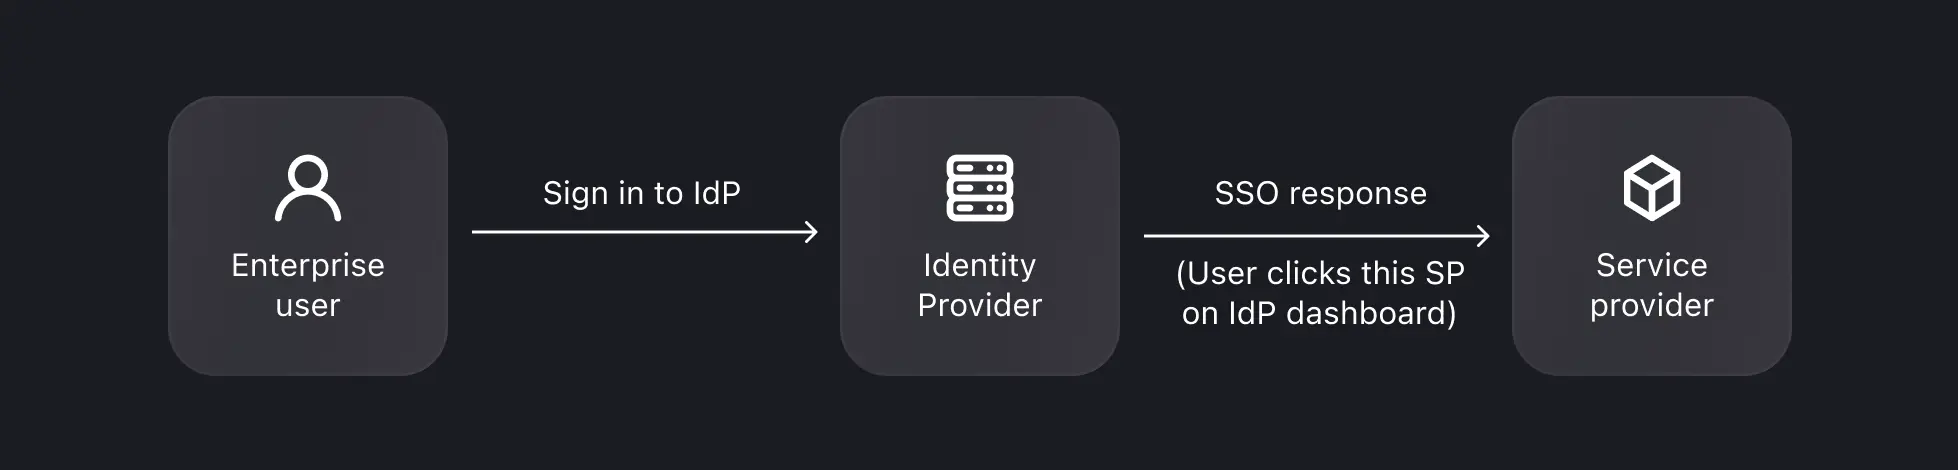 Enterprise
user
Sign in to IdP
Identity
Provider
SSO response
(User clicks this SP
on IdP dashboard)
Service
provider